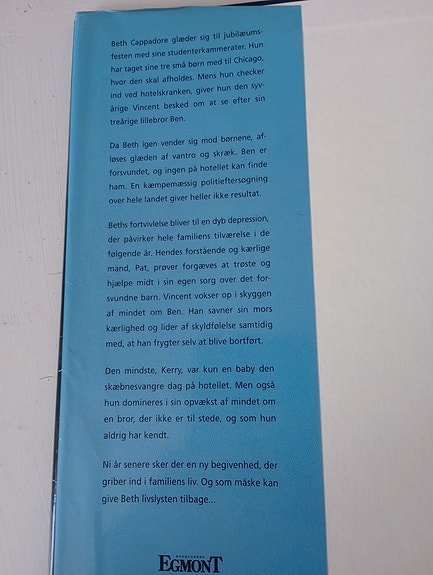 Beth Cappadore glæder sig til jubilæums-
festen med sine studenterkammerater. Hun
har taget sine tre små børn med til Chicago,
hvor den skal afholdes. Mens hun checker
ind ved hotelskranken, giver hun den syv-
årige Vincent besked om at se efter sin
treårige lillebror Ben.
Da Beth igen vender sig mod børnene, af-
løses glæden af vantro og skræk. Ben er
forsvundet, og ingen på hotellet kan finde
ham. En kæmpemæssig politieftersøgning
over hele landet giver heller ikke resultat.
Beths fortvivlelse bliver til en dyb depression,
der påvirker hele familiens tilværelse i de
følgende år. Hendes forstående og kærlige
mand, Pat, prøver forgæves at trøste og
hjælpe midt i sin egen sorg over det for-
svundne barn. Vincent vokser op i skyggen
af mindet om Ben. Han savner sin mors
kærlighed og lider af skyldfølelse samtidig
med, at han frygter selv at blive bortført.
Den mindste, Kerry, var kun en baby den
skæbnesvangre dag på hotellet. Men også
hun domineres i sin opvækst af mindet om
en bror, der ikke er til stede, og som hun
aldrig har kendt.
Ni år senere sker der en ny begivenhed, der
griber ind i familiens liv. Og som måske kan
give Beth livslysten tilbage...
EGMONT